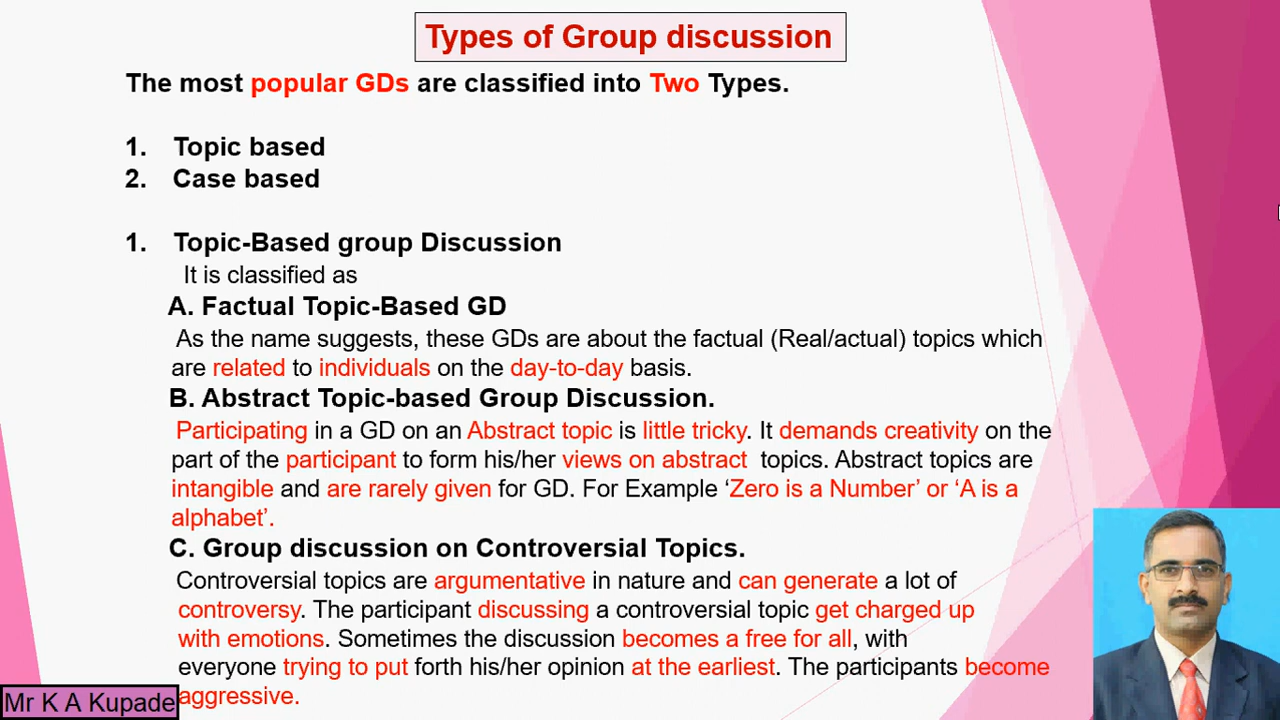 Types of Group discussion
The most popular GDs are classified into Two Types.
1. Topic based
2. Case based
1. Topic-Based group Discussion
It is classified as
A. Factual Topic-Based GD
As the name suggests, these GDs are about the factual (Real/actual) topics which
are related to individuals on the day-to-day basis.
B. Abstract Topic-based Group Discussion.
Participating in a GD on an Abstract topic is little tricky. It demands creativity on the
part of the participant to form his/her views on abstract topics. Abstract topics are
intangible and are rarely given for GD. For Example ‘Zero is a Number’ or ‘A is a
alphabet’.
C. Group discussion on Controversial Topics.
Controversial topics are argumentative in nature and can generate a lot of
controversy. The participant discussing a controversial topic get charged up
with emotions. Sometimes the discussion becomes a free for all, with
everyone trying to put forth his/her opinion at the earliest. The participants become
aggressive.
Mr K A Kupade